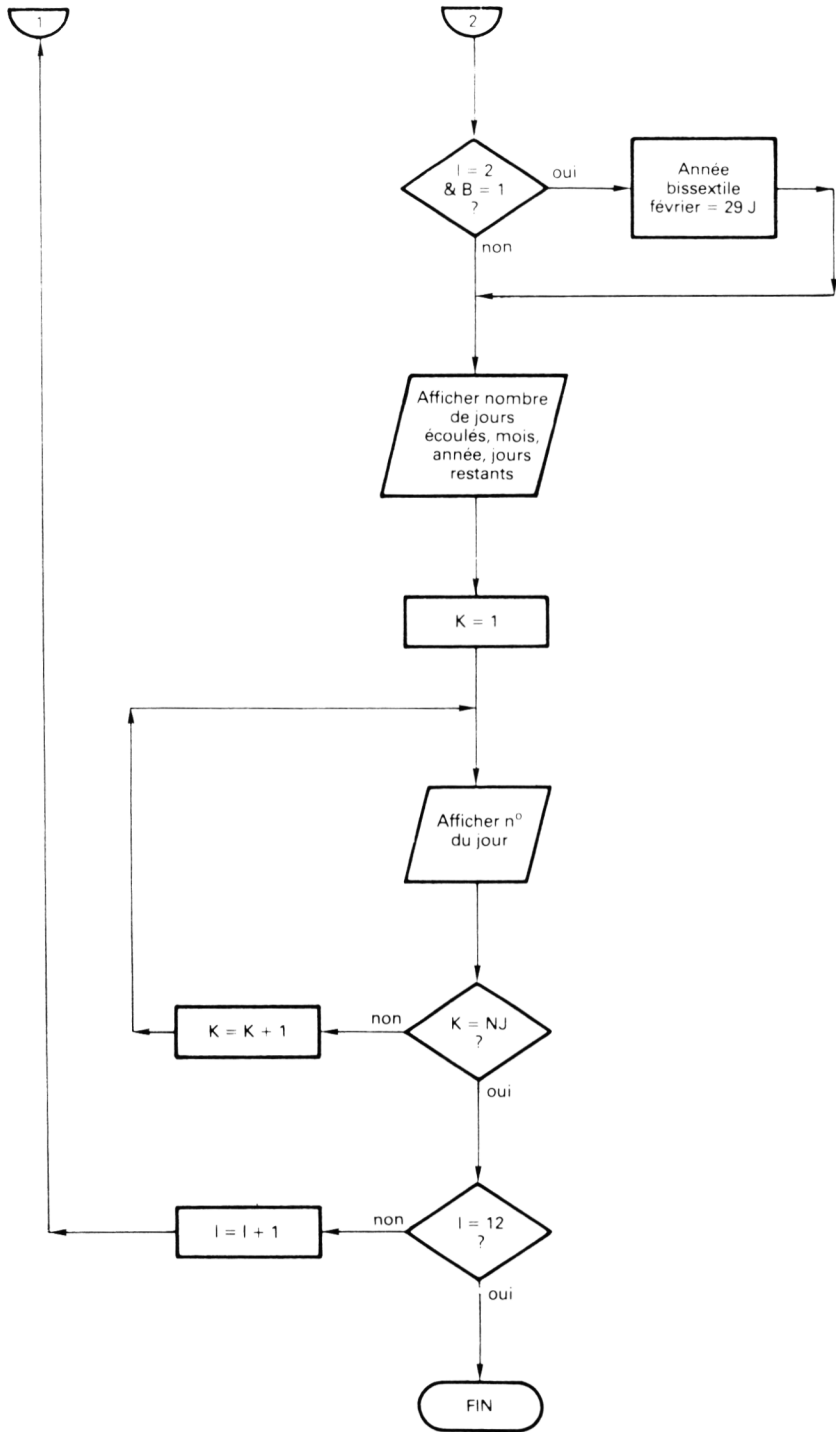 1
2
I = 2
& B = 1
?
oui
non
Année
bissextile
février = 29 J
Afficher nombre
de jours
écoulés, mois,
année, jours
restants
K = 1
Afficher nº
du jour
K = NJ
?
non
oui
K = K + 1
I = 12
?
non
oui
I = I + 1
FIN